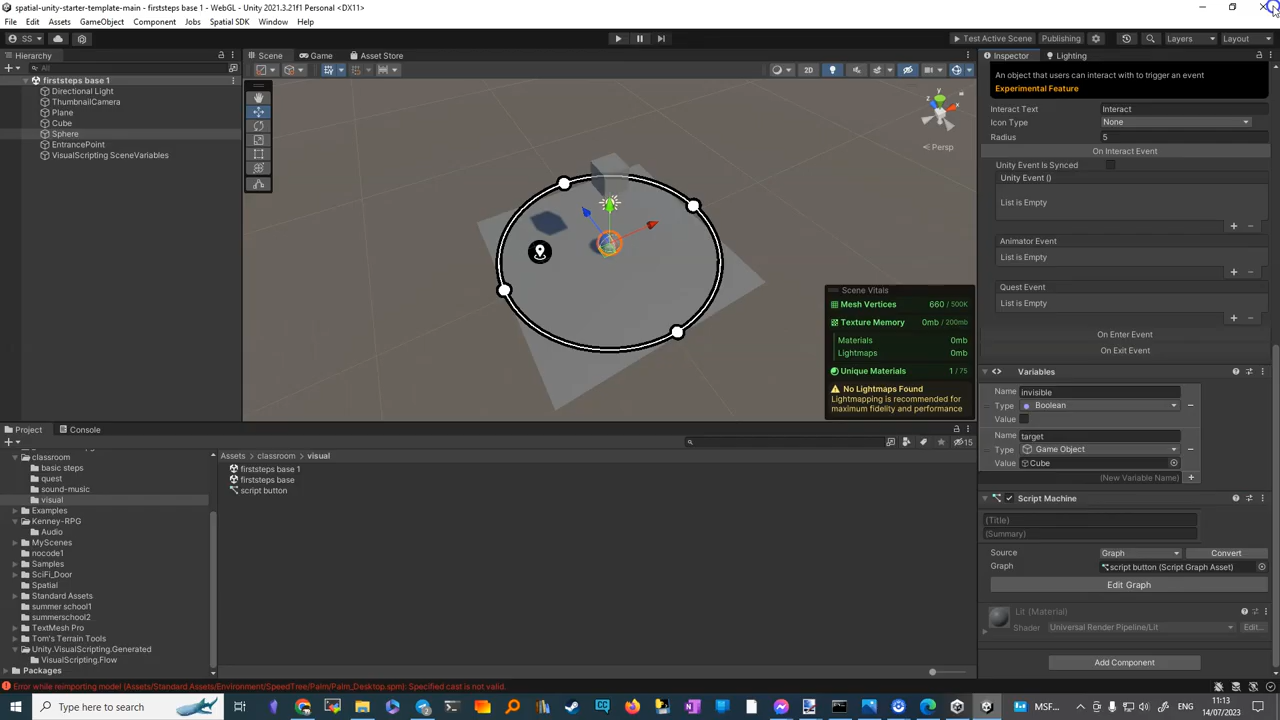 spatial-unity-starter-template-main - firststeps base 1 - WebGL - Unity 2021.3.21f1 Personal <DX11>
File Edit Assets GameObject Component Jobs Spatial SDK Window Help
SS Test Active Scene Publishing Layers Layout
Hierarchy
All
firststeps base 1
Directional Light
ThumbnailCamera
Plane
Cube
Sphere
EntrancePoint
VisualScripting SceneVariables
Scene Game Asset Store
2D
y
x
z
Persp
Scene Vitals
Mesh Vertices 660 / 500K
Texture Memory 0mb / 200mb
Materials 0mb
Lightmaps 0mb
Unique Materials 1 / 75
No Lightmaps Found
Lightmapping is recommended for
maximum fidelity and performance
Inspector Lighting
An object that users can interact with to trigger an event
Experimental Feature
Interact Text Interact
Icon Type None
Radius 5
On Interact Event
Unity Event Is Synced
Unity Event ()
List is Empty
Animator Event
List is Empty
Quest Event
List is Empty
On Enter Event
On Exit Event
Variables
Name invisible
Type Boolean
Value
Name target
Type Game Object
Value Cube
(New Variable Name)
Script Machine
(Title)
(Summary)
Source Graph Convert
Graph script button (Script Graph Asset)
Edit Graph
Lit (Material)
Shader Universal Render Pipeline/Lit Edit...
Add Component
Project Console
15
classroom
basic steps
quest
sound-music
visual
Examples
Kenney-RPG
Audio
MyScenes
nocode1
Samples
SciFi_Door
Spatial
Standard Assets
summer school1
summerschool2
TextMesh Pro
Tom's Terrain Tools
Unity.VisualScripting.Generated
VisualScripting.Flow
Packages
Assets > classroom > visual
firststeps base 1
firststeps base
script button
Error while reimporting model (Assets/Standard Assets/Environment/SpeedTree/Palm/Palm_Desktop.spm): Specified cast is not valid.
Type here to search
MSF...
11:13
14/07/2023